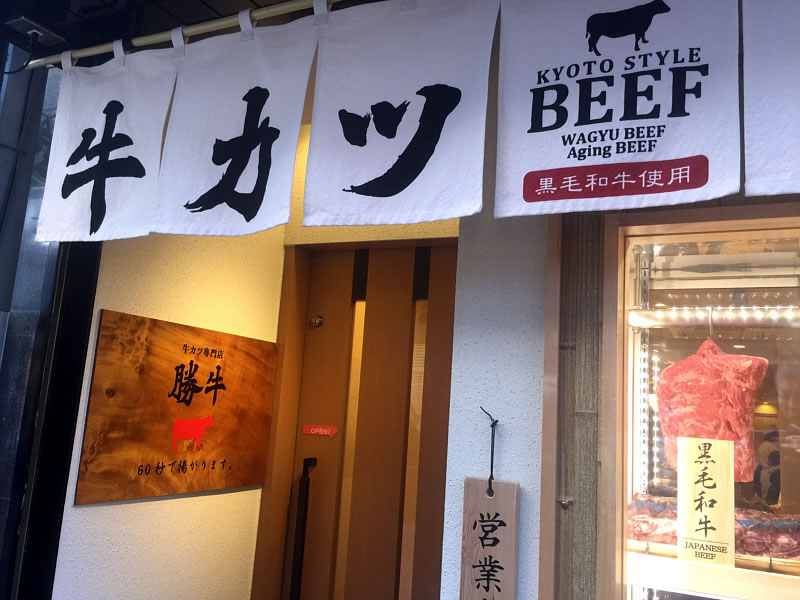 牛カツ
KYOTO STYLE
BEEF
WAGYU BEEF
Aging BEEF
黒毛和牛使用
牛カツ専門店
勝牛
60秒で揚がります。
OPEN!
営業
黒毛和牛
JAPANESE
BEEF